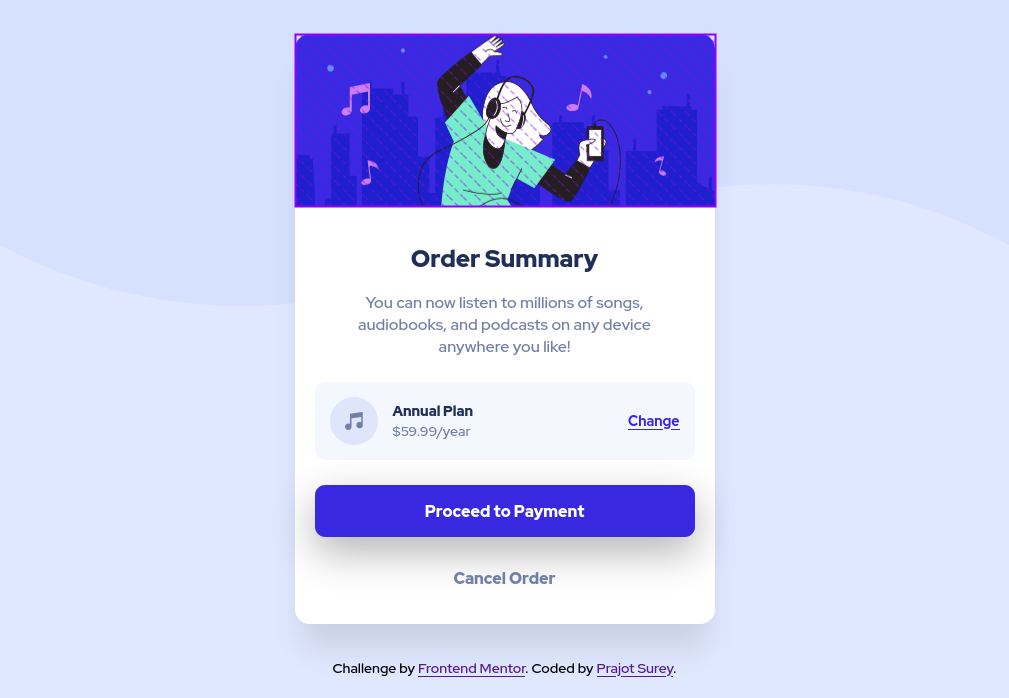 Order Summary
You can now listen to millions of songs,
audiobooks, and podcasts on any device
anywhere you like!
Annual Plan
$59.99/year
Change
Proceed to Payment
Cancel Order
Challenge by Frontend Mentor. Coded by Prajot Surey.